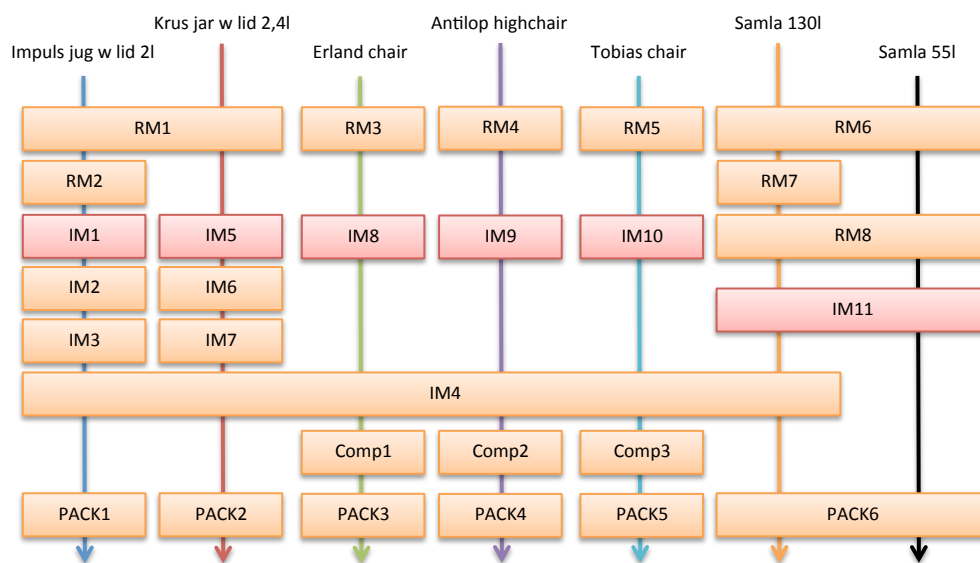 Krus jar w lid 2,4l
Antilop highchair
Samla 130l
Impuls jug w lid 2l
Erland chair
Tobias chair
Samla 55l
RM1
RM3
RM4
RM5
RM6
RM2
RM7
IM1
IM5
IM8
IM9
IM10
RM8
IM2
IM6
IM11
IM3
IM7
IM4
Comp1
Comp2
Comp3
PACK1
PACK2
PACK3
PACK4
PACK5
PACK6